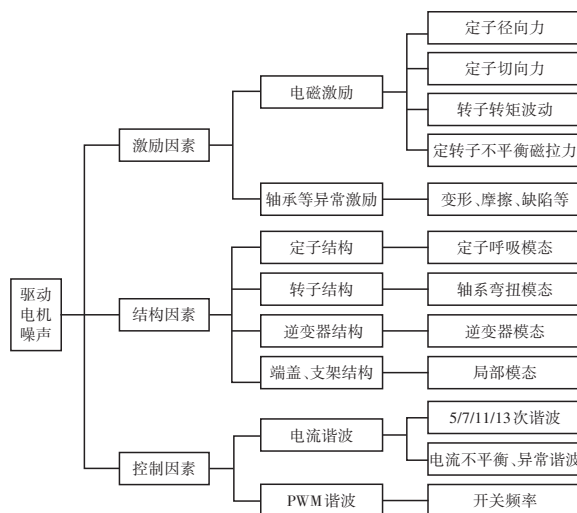 定子径向力
定子切向力
电磁激励
转子转矩波动
激励因素
定转子不平衡磁拉力
轴承等异常激励
变形、摩擦、缺陷等
定子结构
定子呼吸模态
转子结构
轴系弯扭模态
驱动
电机
噪声
结构因素
逆变器结构
逆变器模态
端盖、支架结构
局部模态
5/7/11/13次谐波
电流谐波
电流不平衡、异常谐波
控制因素
PWM谐波
开关频率